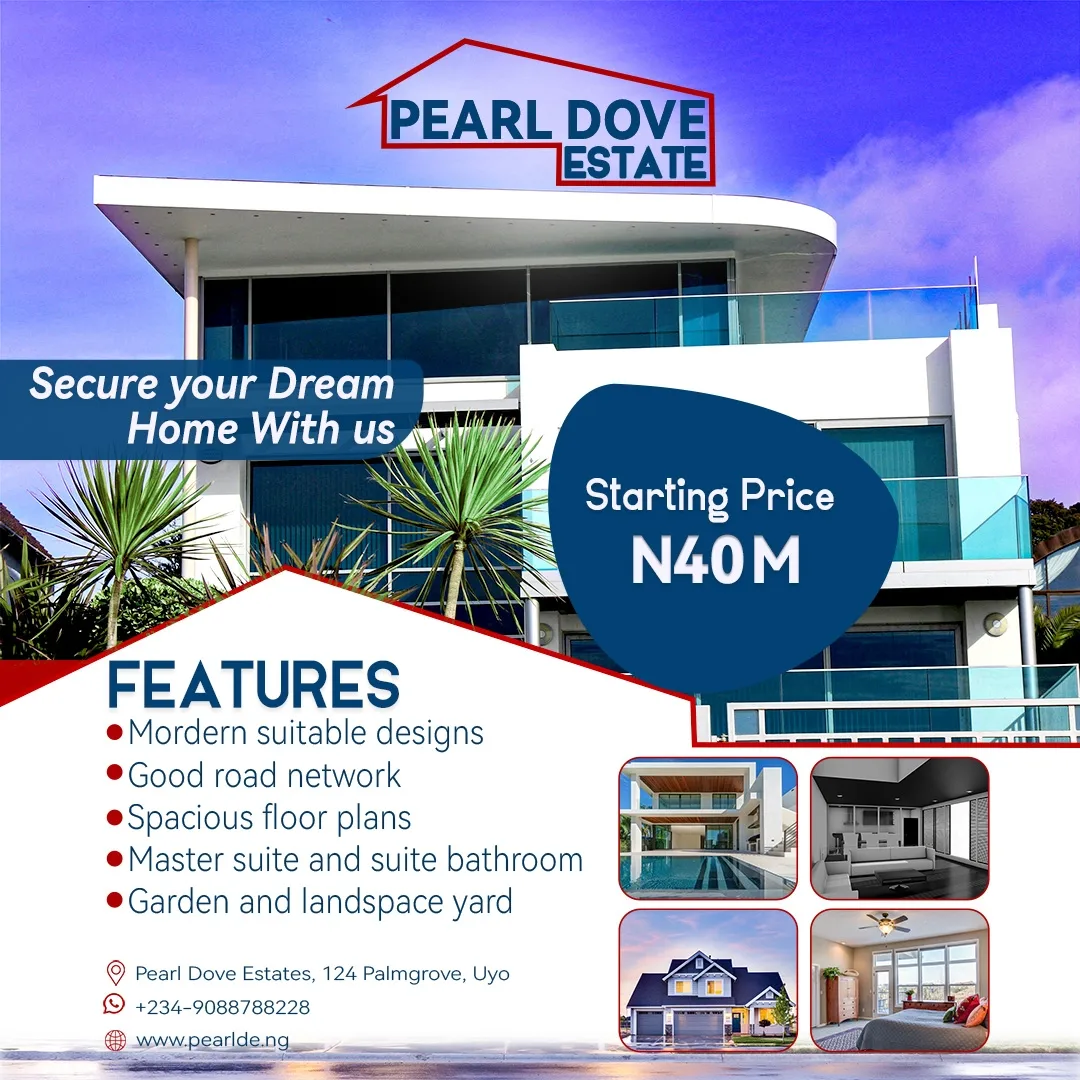 PEARL DOVE
ESTATE
Secure your Dream
Home With us
Starting Price
N40M
FEATURES
Mordern suitable designs
Good road network
Spacious floor plans
Master suite and suite bathroom
Garden and landspace yard
Pearl Dove Estates, 124 Palmgrove, Uyo
+234-9088788228
www.pearlde.ng